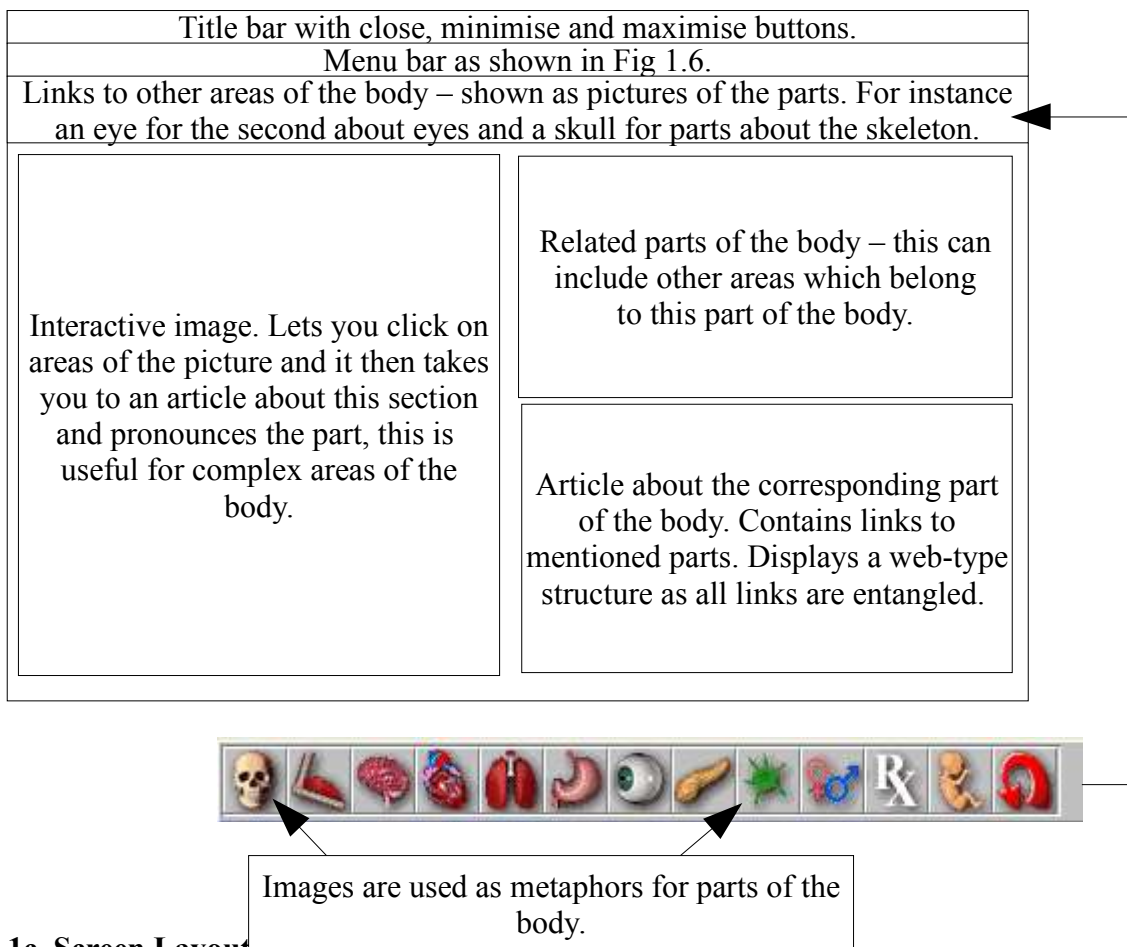 Title bar with close, minimise and maximise buttons.
Menu bar as shown in Fig 1.6.
Links to other areas of the body – shown as pictures of the parts. For instance
an eye for the second about eyes and a skull for parts about the skeleton.
Interactive image. Lets you click on
areas of the picture and it then takes
you to an article about this section
and pronounces the part, this is
useful for complex areas of the
body.
Related parts of the body – this can
include other areas which belong
to this part of the body.
Article about the corresponding part
of the body. Contains links to
mentioned parts. Displays a web-type
structure as all links are entangled.
Rx
Images are used as metaphors for parts of the
body.
Screen Layout